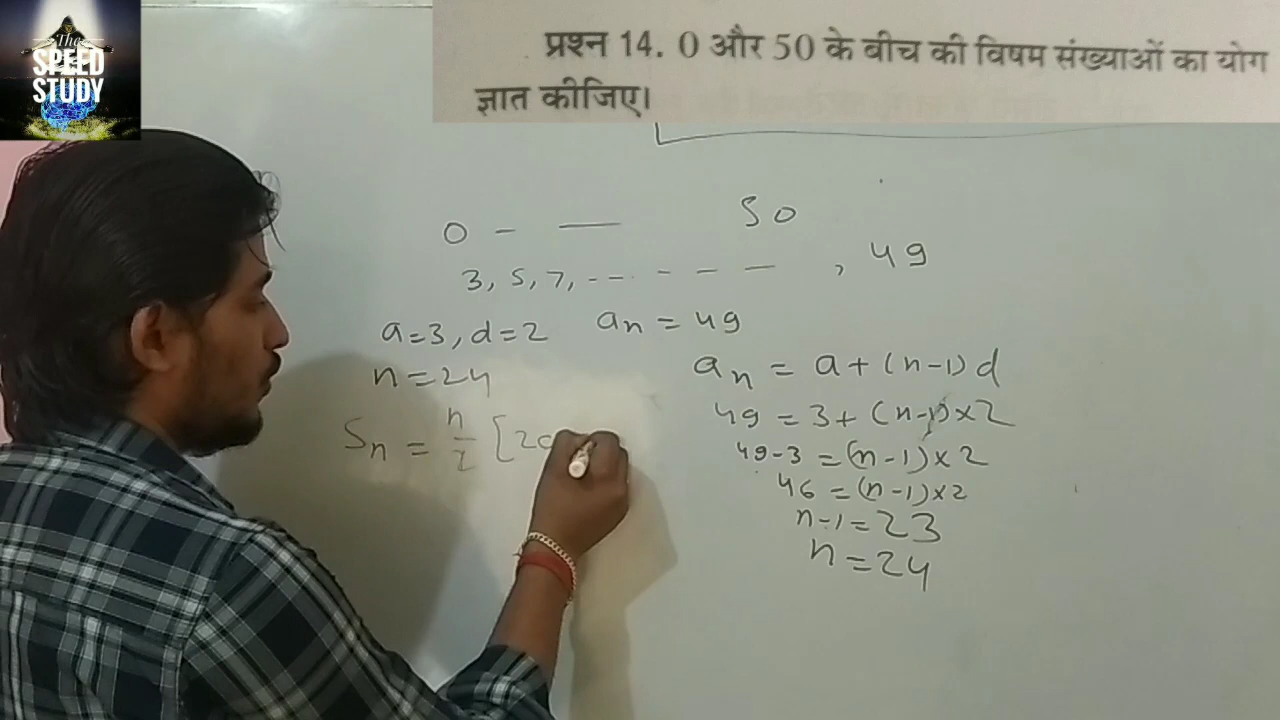 The
SPEED
STUDY
प्रश्न 14. 0 और 50 के बीच की विषम संख्याओं का योग
ज्ञात कीजिए।
0 - — 50
3, 5, 7, - - - - - - , 49
a=3, d=2 an = 49
n=24
Sn = n/2 [2a
an = a+(n-1)d
49 = 3+(n-1)×2
49-3 =(n-1)×2
46 =(n-1)×2
n-1=23
n=24